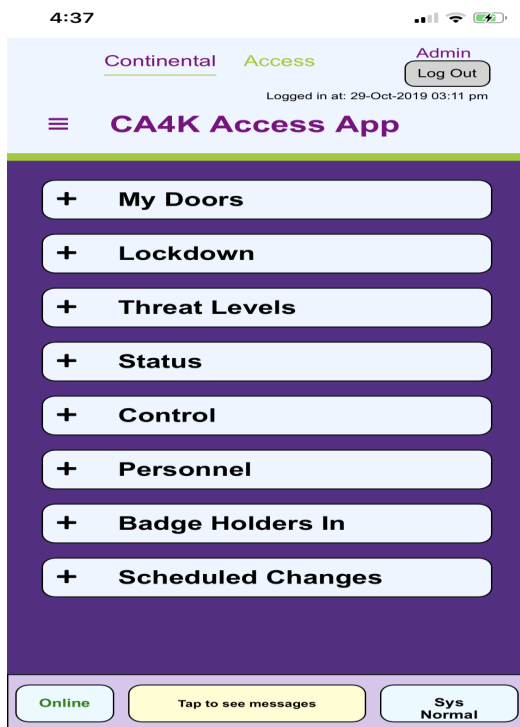 4:37
Continental Access
Admin
Log Out
Logged in at: 29-Oct-2019 03:11 pm
CA4K Access App
+ My Doors
+ Lockdown
+ Threat Levels
+ Status
+ Control
+ Personnel
+ Badge Holders In
+ Scheduled Changes
Online
Tap to see messages
Sys
Normal